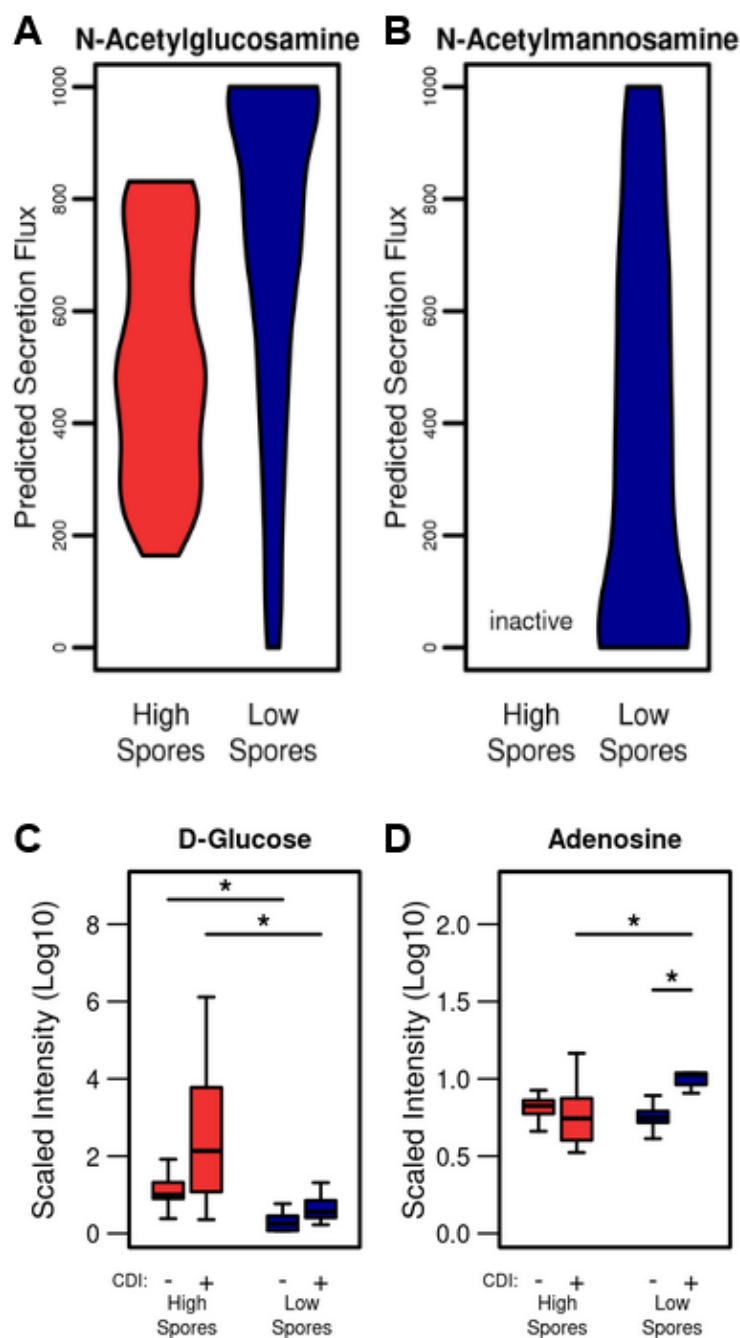 A
N-Acetylglucosamine
Predicted Secretion Flux
1000
800
600
400
200
0
High
Spores
Low
Spores
B
N-Acetylmannosamine
Predicted Secretion Flux
1000
800
600
400
200
0
inactive
High
Spores
Low
Spores
C
D-Glucose
Scaled Intensity (Log10)
8
6
4
2
0
*
*
CDI: - + - +
High
Spores
Low
Spores
D
Adenosine
Scaled Intensity (Log10)
2.0
1.5
1.0
0.5
0.0
*
*
CDI: - + - +
High
Spores
Low
Spores